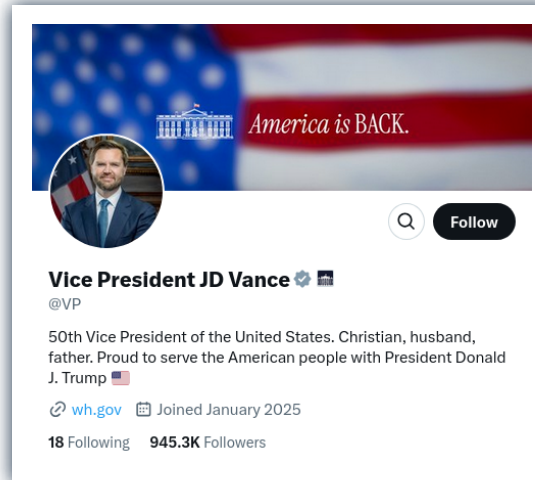 America is BACK.
Follow
Vice President JD Vance
@VP
50th Vice President of the United States. Christian, husband,
father. Proud to serve the American people with President Donald
J. Trump 🇺🇸
wh.gov Joined January 2025
18 Following 945.3K Followers